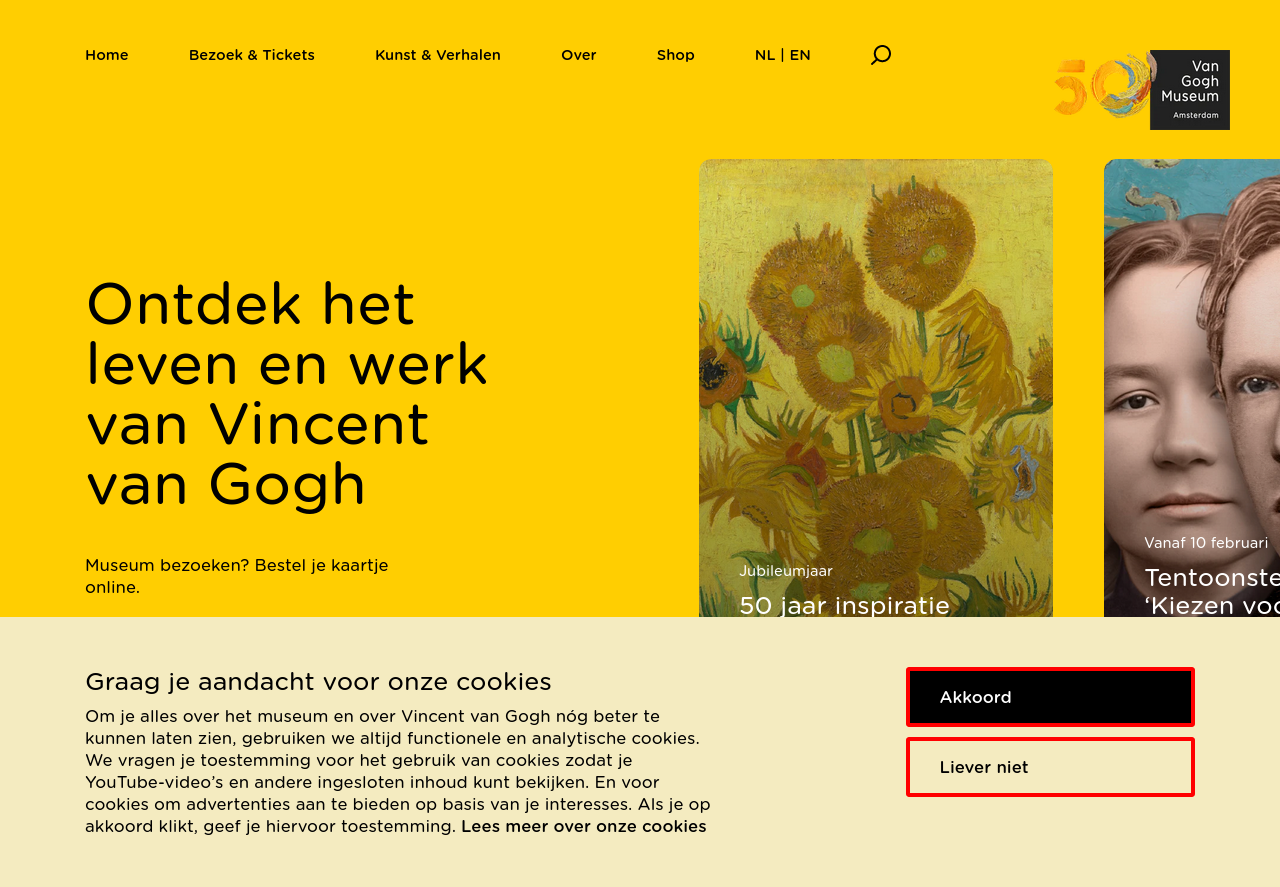 Home
Bezoek & Tickets
Kunst & Verhalen
Over
Shop
NL | EN
50
Van
Gogh
Museum
Amsterdam
Ontdek het
leven en werk
van Vincent
van Gogh
Museum bezoeken? Bestel je kaartje
online.
Jubileumjaar
50 jaar inspiratie
Vanaf 10 februari
Tentoonste
‘Kiezen voo
Graag je aandacht voor onze cookies
Om je alles over het museum en over Vincent van Gogh nóg beter te
kunnen laten zien, gebruiken we altijd functionele en analytische cookies.
We vragen je toestemming voor het gebruik van cookies zodat je
YouTube-video’s en andere ingesloten inhoud kunt bekijken. En voor
cookies om advertenties aan te bieden op basis van je interesses. Als je op
akkoord klikt, geef je hiervoor toestemming. Lees meer over onze cookies
Akkoord
Liever niet